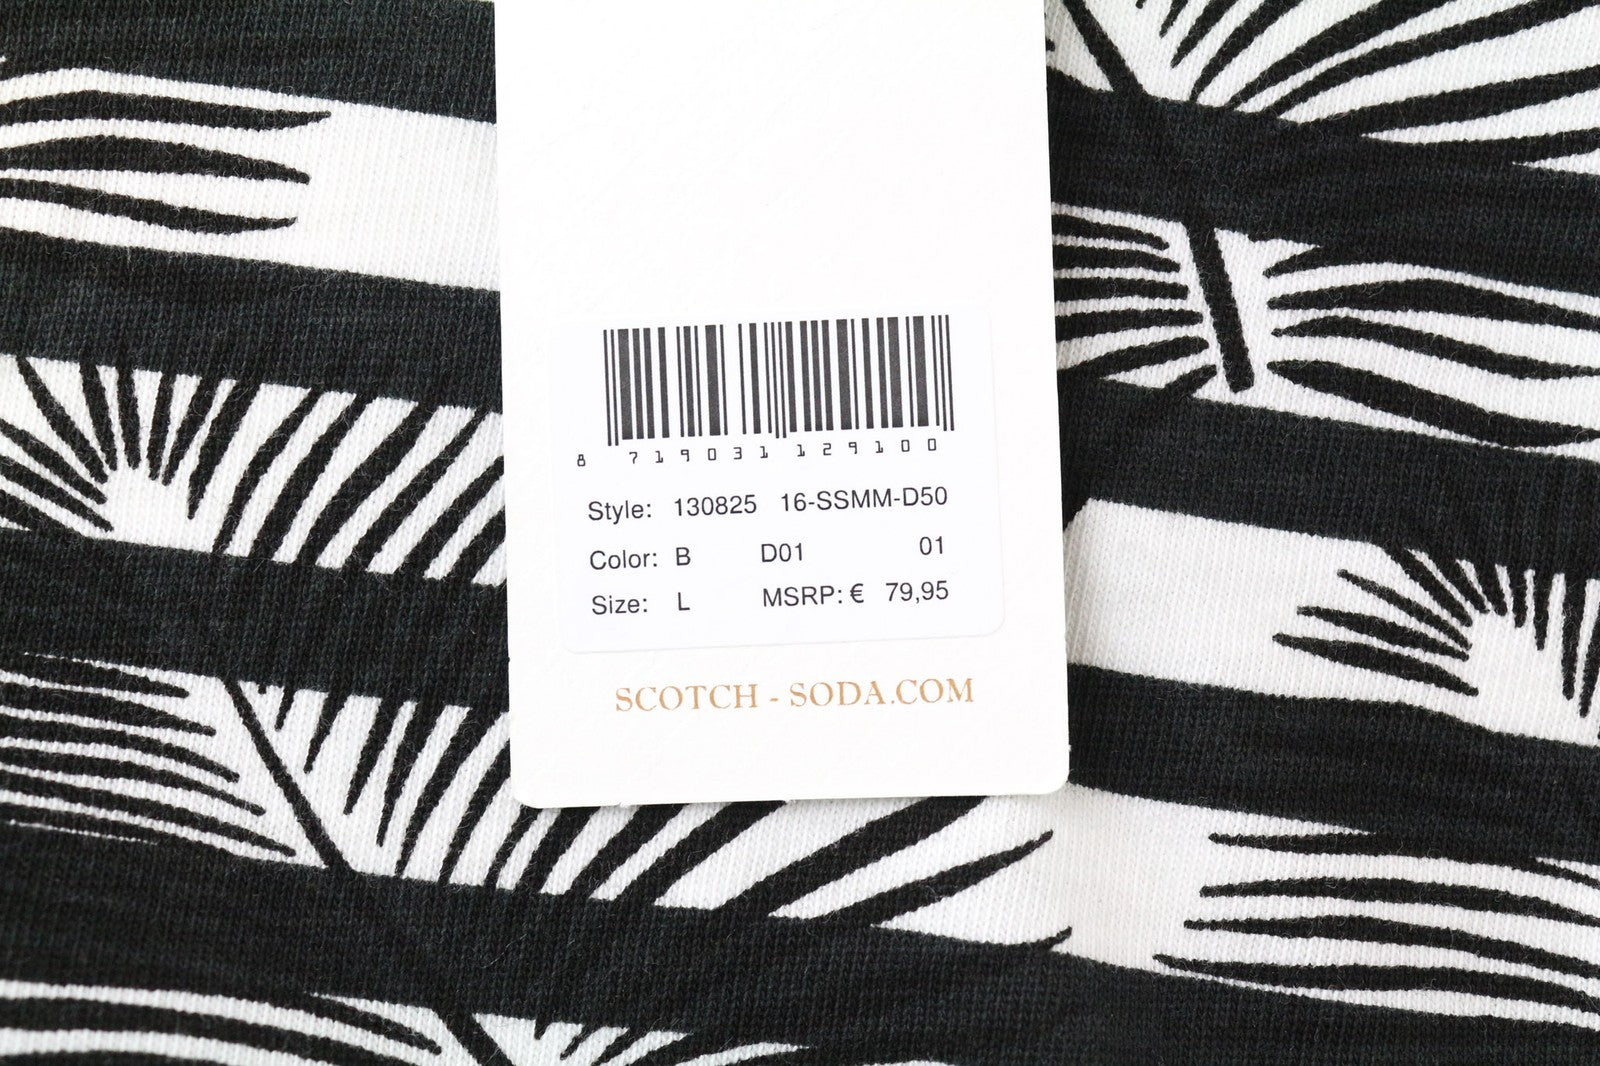 8 719031 129100
Style: 130825 16-SSMM-D50
Color: B D01 01
Size: L MSRP: € 79,95
SCOTCH - SODA.COM